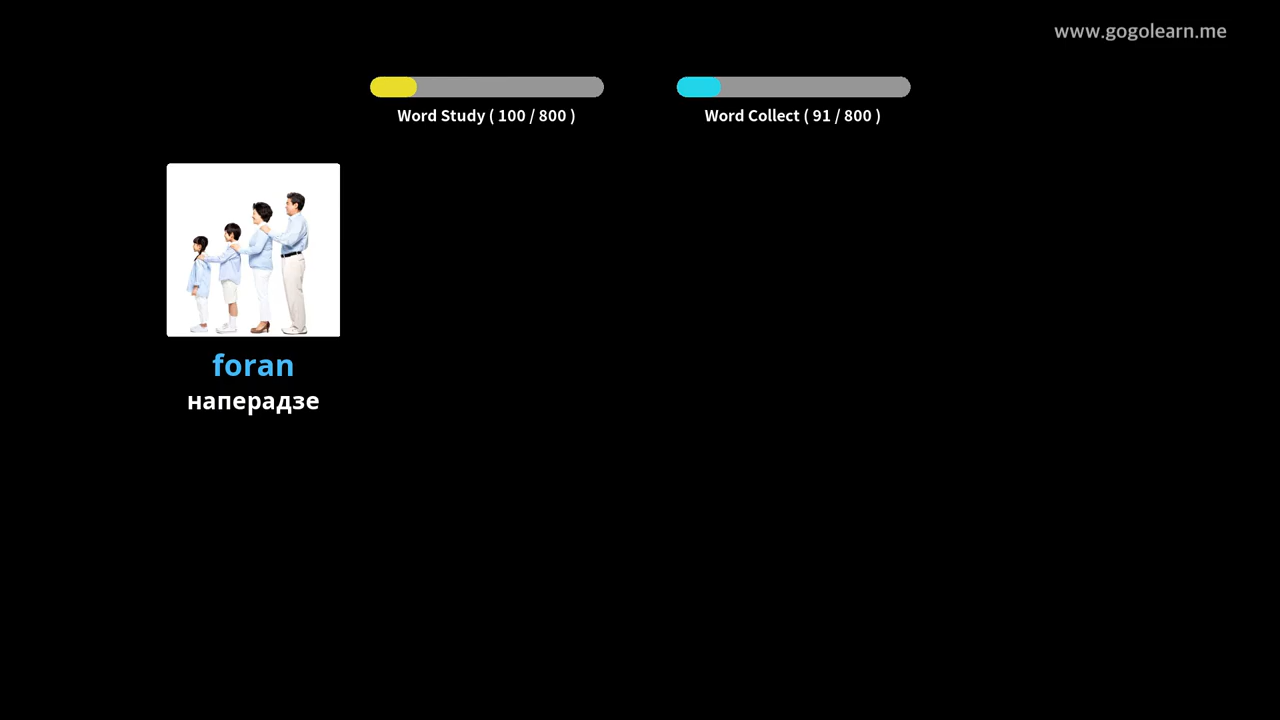 www.gogolearn.me
Word Study ( 100 / 800 )
Word Collect ( 91 / 800 )
foran
наперадзе